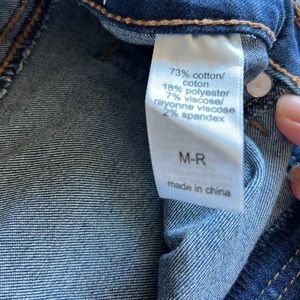 73% cotton/
coton
18% polyester
7% viscose/
rayonne viscose
2% spandex
M-R
made in china